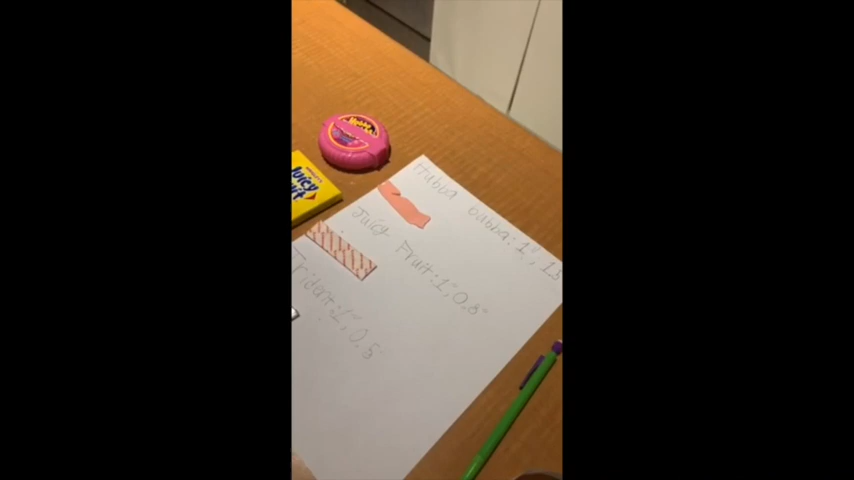 Hubba bubba: 1", 1.5
Juicy Fruit: 1", 0.8"
Trident: 1", 0.5"
Juicy
Fruit